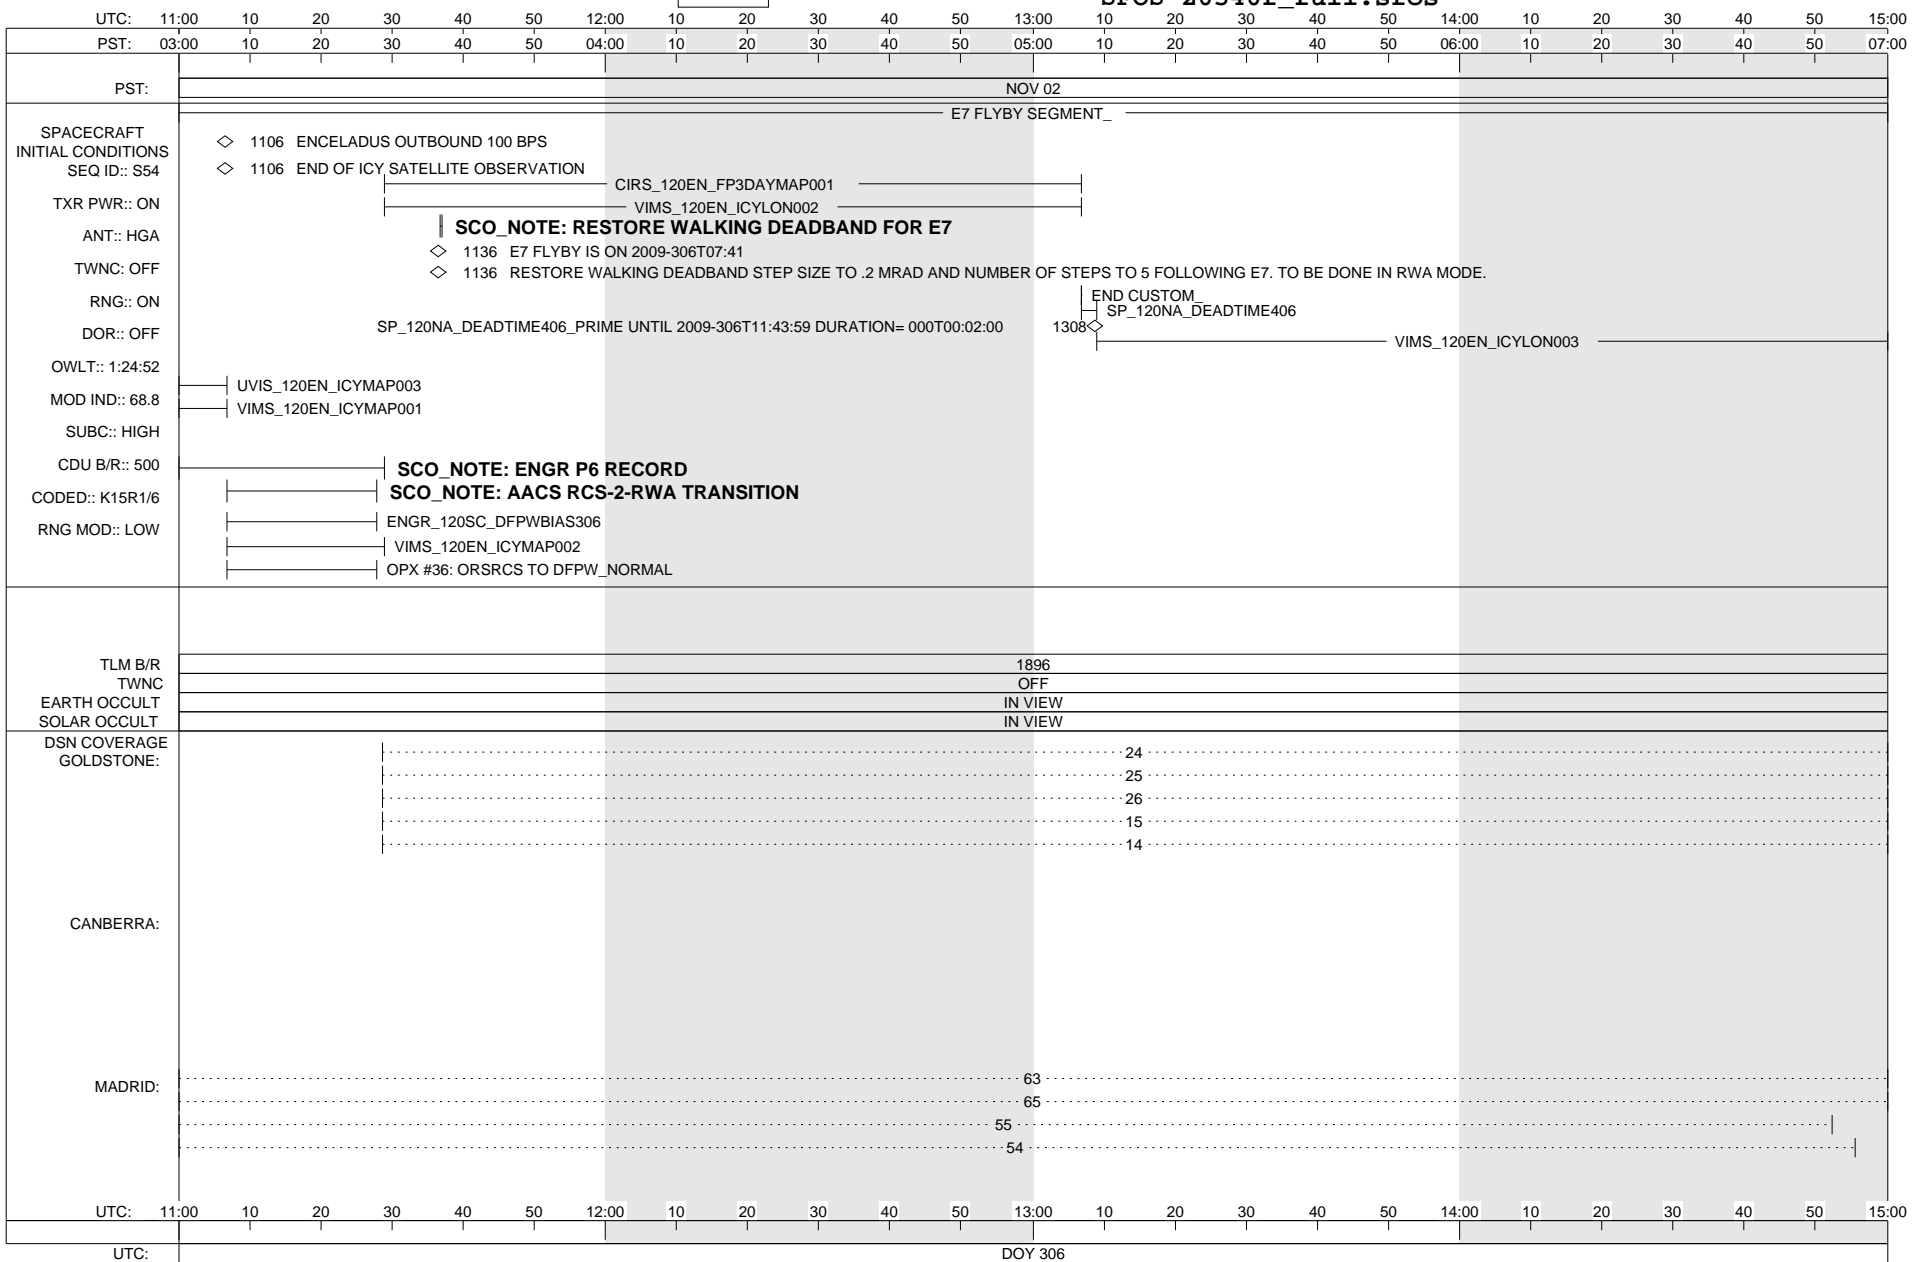 SFOS 20540I_Full.sfos
UTC: 11:00 10 20 30 40 50 12:00 10 20 30 40 50 13:00 10 20 30 40 50 14:00 10 20 30 40 50 15:00
PST: 03:00 10 20 30 40 50 04:00 10 20 30 40 50 05:00 10 20 30 40 50 06:00 10 20 30 40 50 07:00
PST: NOV 02
E7 FLYBY SEGMENT_
SPACECRAFT
INITIAL CONDITIONS
SEQ ID:: S54
TXR PWR:: ON
ANT:: HGA
TWNC: OFF
RNG:: ON
DOR:: OFF
OWLT:: 1:24:52
MOD IND:: 68.8
SUBC:: HIGH
CDU B/R:: 500
CODED:: K15R1/6
RNG MOD:: LOW
1106 ENCELADUS OUTBOUND 100 BPS
1106 END OF ICY SATELLITE OBSERVATION
CIRS_120EN_FP3DAYMAP001
VIMS_120EN_ICYLON002
SCO_NOTE: RESTORE WALKING DEADBAND FOR E7
1136 E7 FLYBY IS ON 2009-306T07:41
1136 RESTORE WALKING DEADBAND STEP SIZE TO .2 MRAD AND NUMBER OF STEPS TO 5 FOLLOWING E7. TO BE DONE IN RWA MODE.
END CUSTOM_
SP_120NA_DEADTIME406
SP_120NA_DEADTIME406_PRIME UNTIL 2009-306T11:43:59 DURATION= 000T00:02:00 1308
VIMS_120EN_ICYLON003
UVIS_120EN_ICYMAP003
VIMS_120EN_ICYMAP001
SCO_NOTE: ENGR P6 RECORD
SCO_NOTE: AACS RCS-2-RWA TRANSITION
ENGR_120SC_DFPWBIAS306
VIMS_120EN_ICYMAP002
OPX #36: ORSRCS TO DFPW_NORMAL
TLM B/R 1896
TWNC OFF
EARTH OCCULT IN VIEW
SOLAR OCCULT IN VIEW
DSN COVERAGE
GOLDSTONE: 24
25
26
15
14
CANBERRA:
MADRID: 63
65
55
54
UTC: 11:00 10 20 30 40 50 12:00 10 20 30 40 50 13:00 10 20 30 40 50 14:00 10 20 30 40 50 15:00
UTC: DOY 306